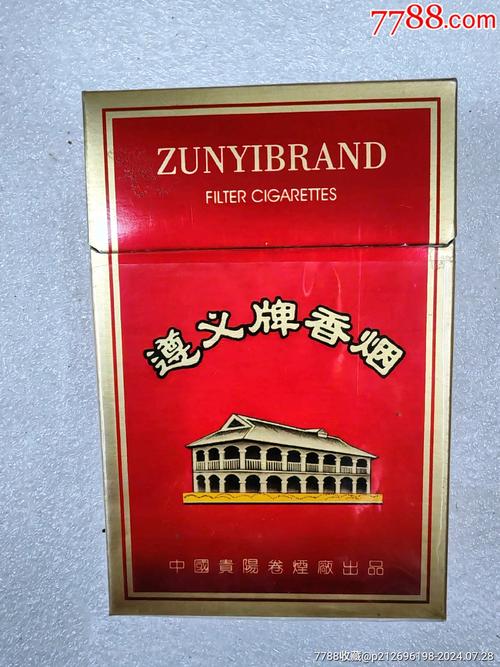 7788.com
ZUNYIBRAND
FILTER CIGARETTES
遵义牌香烟
中國貴陽卷煙廠出品
7788收藏@p212696198-2024.07.28